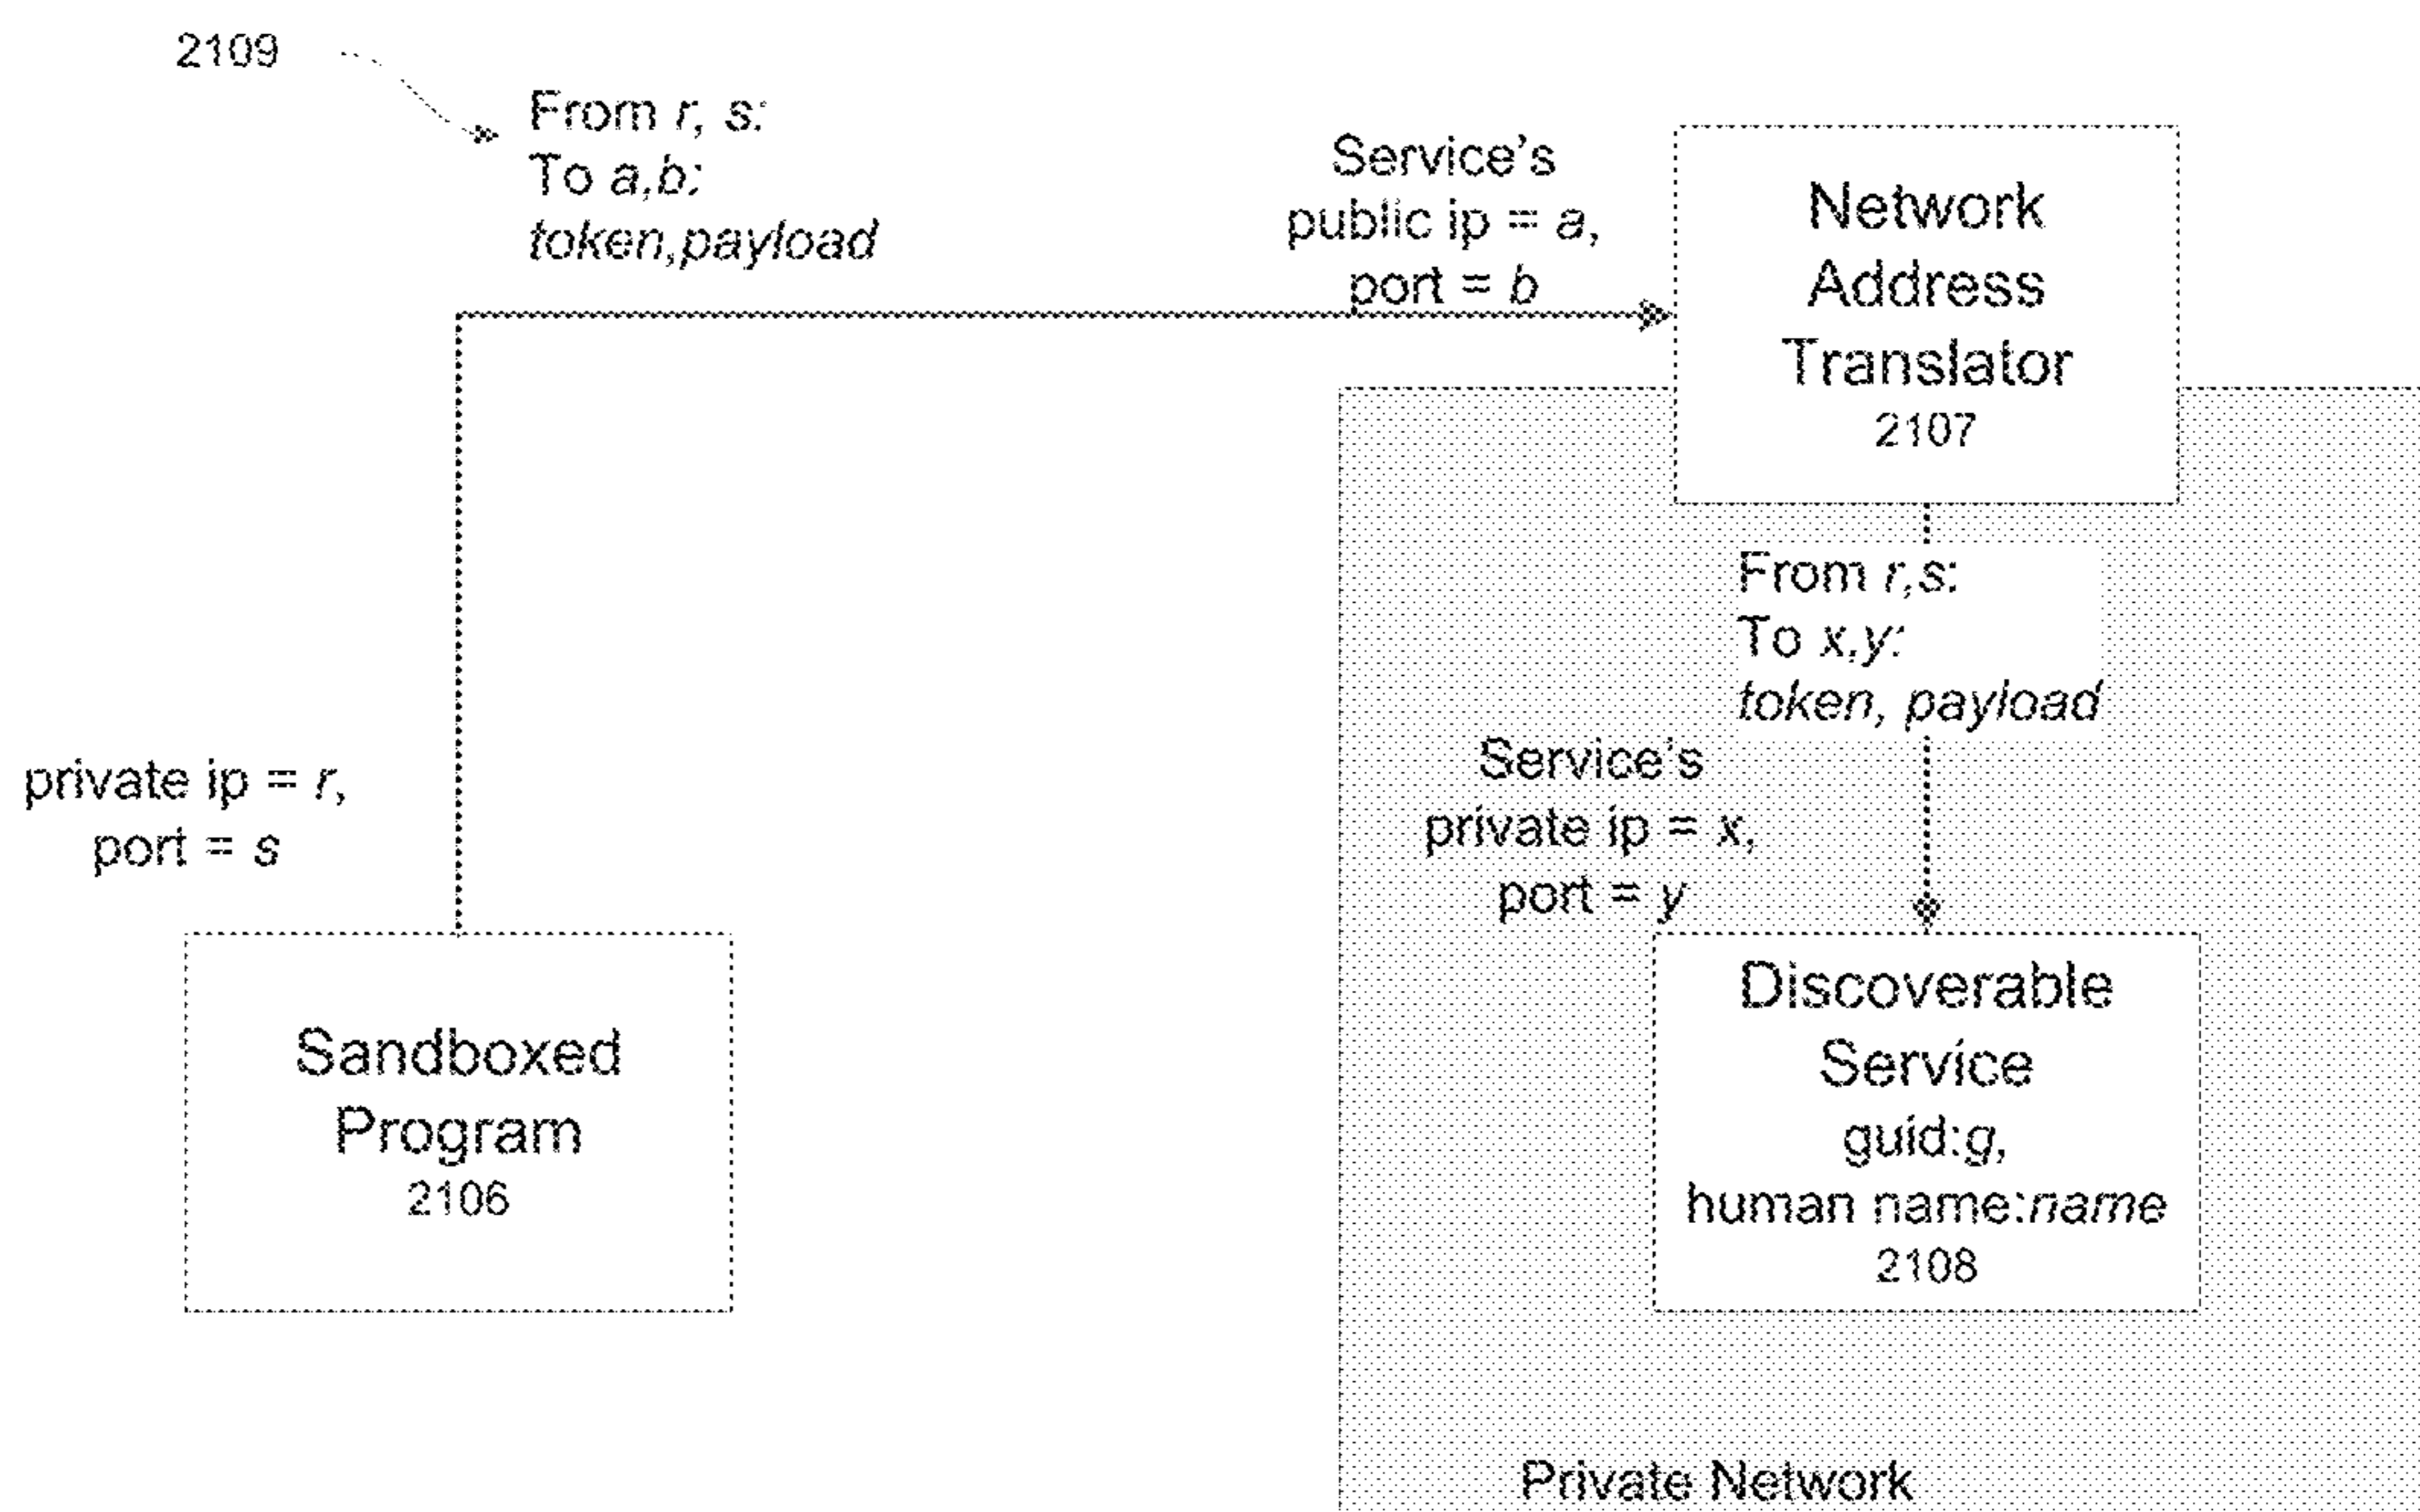 2109
From r, s:
To a,b:
token,payload
Service's
public ip = a,
port = b
Network
Address
Translator
2107
From r,s:
To x,y:
token, payload
private ip = r,
port = s
Service's
private ip = x,
port = y
Sandboxed
Program
2106
Discoverable
Service
guid:g,
human name:name
2108
Private Network